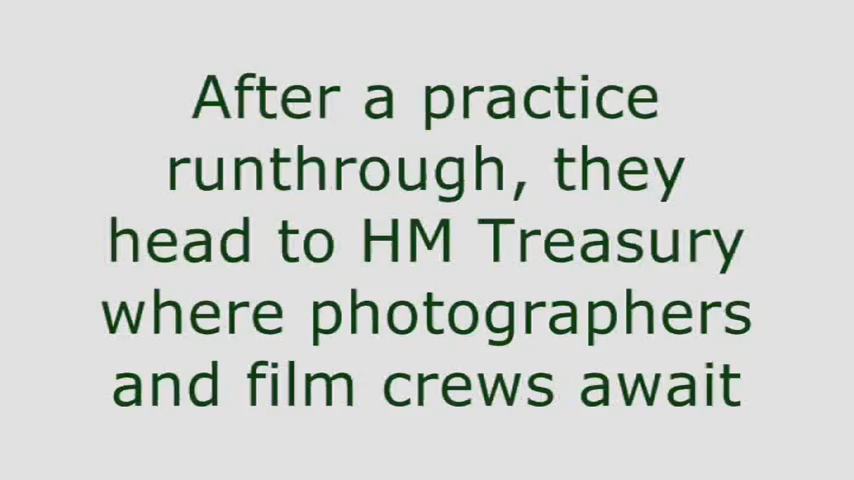 After a practice
runthrough, they
head to HM Treasury
where photographers
and film crews await